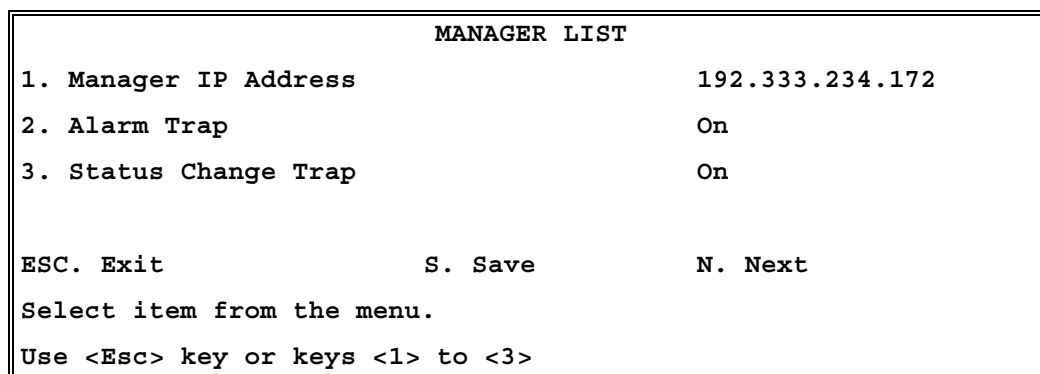 MANAGER LIST
1. Manager IP Address 192.333.234.172
2. Alarm Trap On
3. Status Change Trap On
ESC. Exit S. Save N. Next
Select item from the menu.
Use <Esc> key or keys <1> to <3>